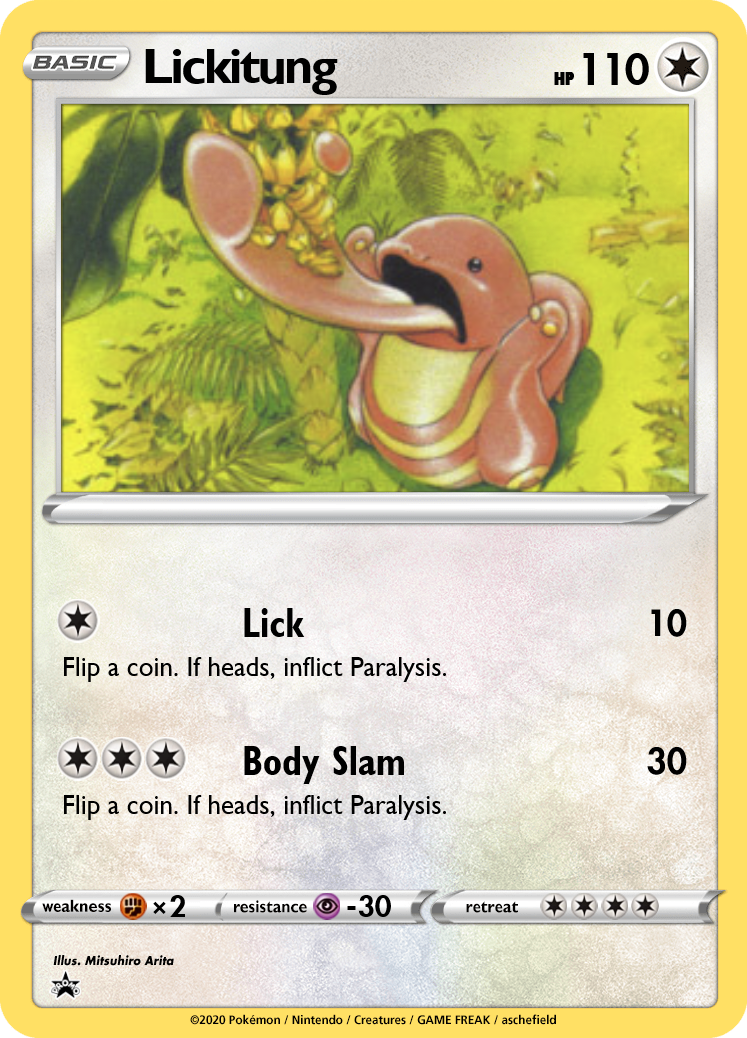 BASIC Lickitung HP 110
Lick 10
Flip a coin. If heads, inflict Paralysis.
Body Slam 30
Flip a coin. If heads, inflict Paralysis.
weakness ×2 resistance -30 retreat
Illus. Mitsuhiro Arita
PROMO
©2020 Pokémon / Nintendo / Creatures / GAME FREAK / aschefield